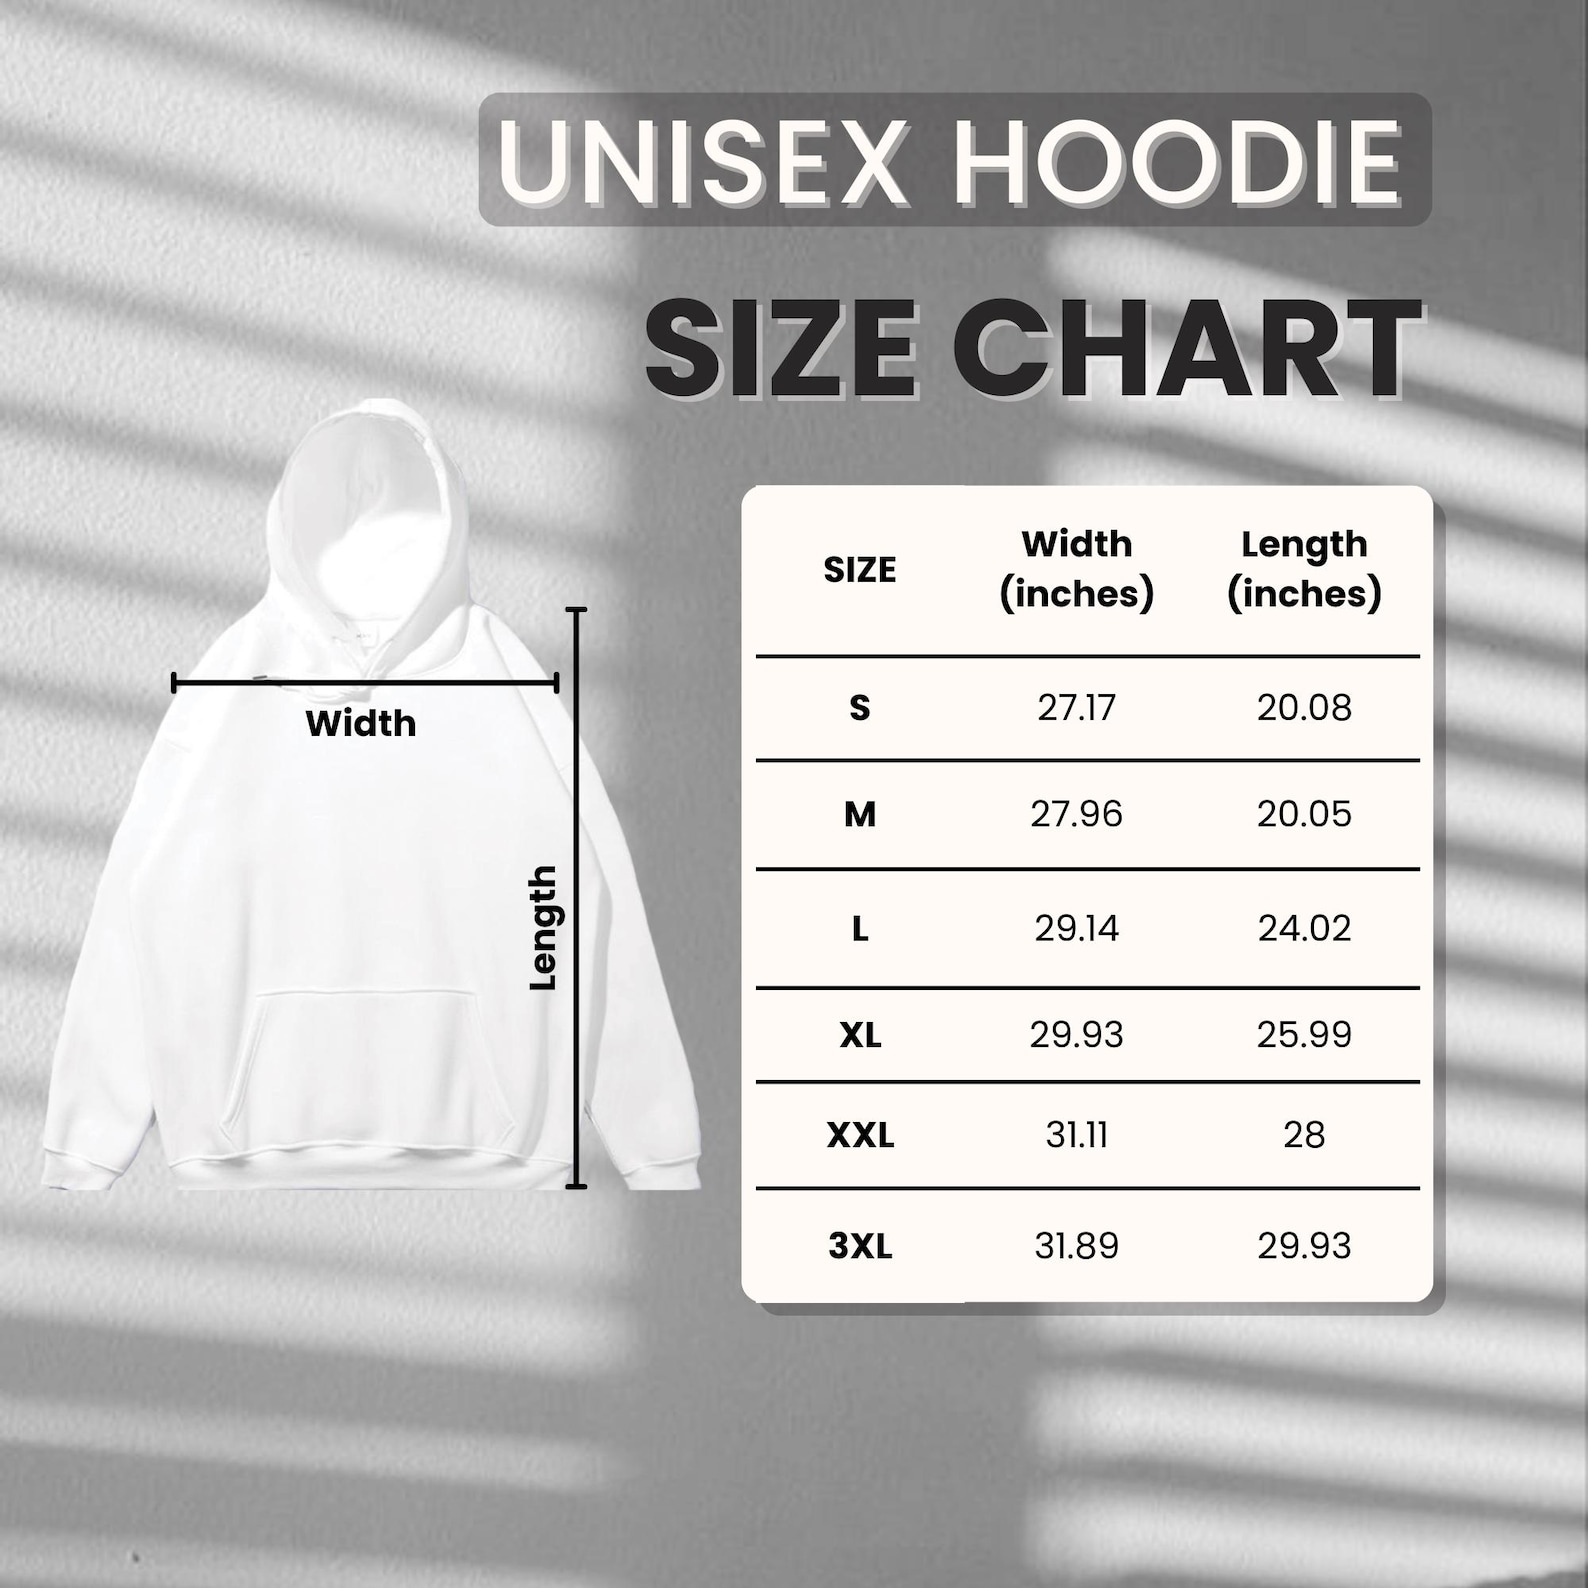 UNISEX HOODIE
SIZE CHART
Width
Length
SIZE Width (inches) Length (inches)
S 27.17 20.08
M 27.96 20.05
L 29.14 24.02
XL 29.93 25.99
XXL 31.11 28
3XL 31.89 29.93